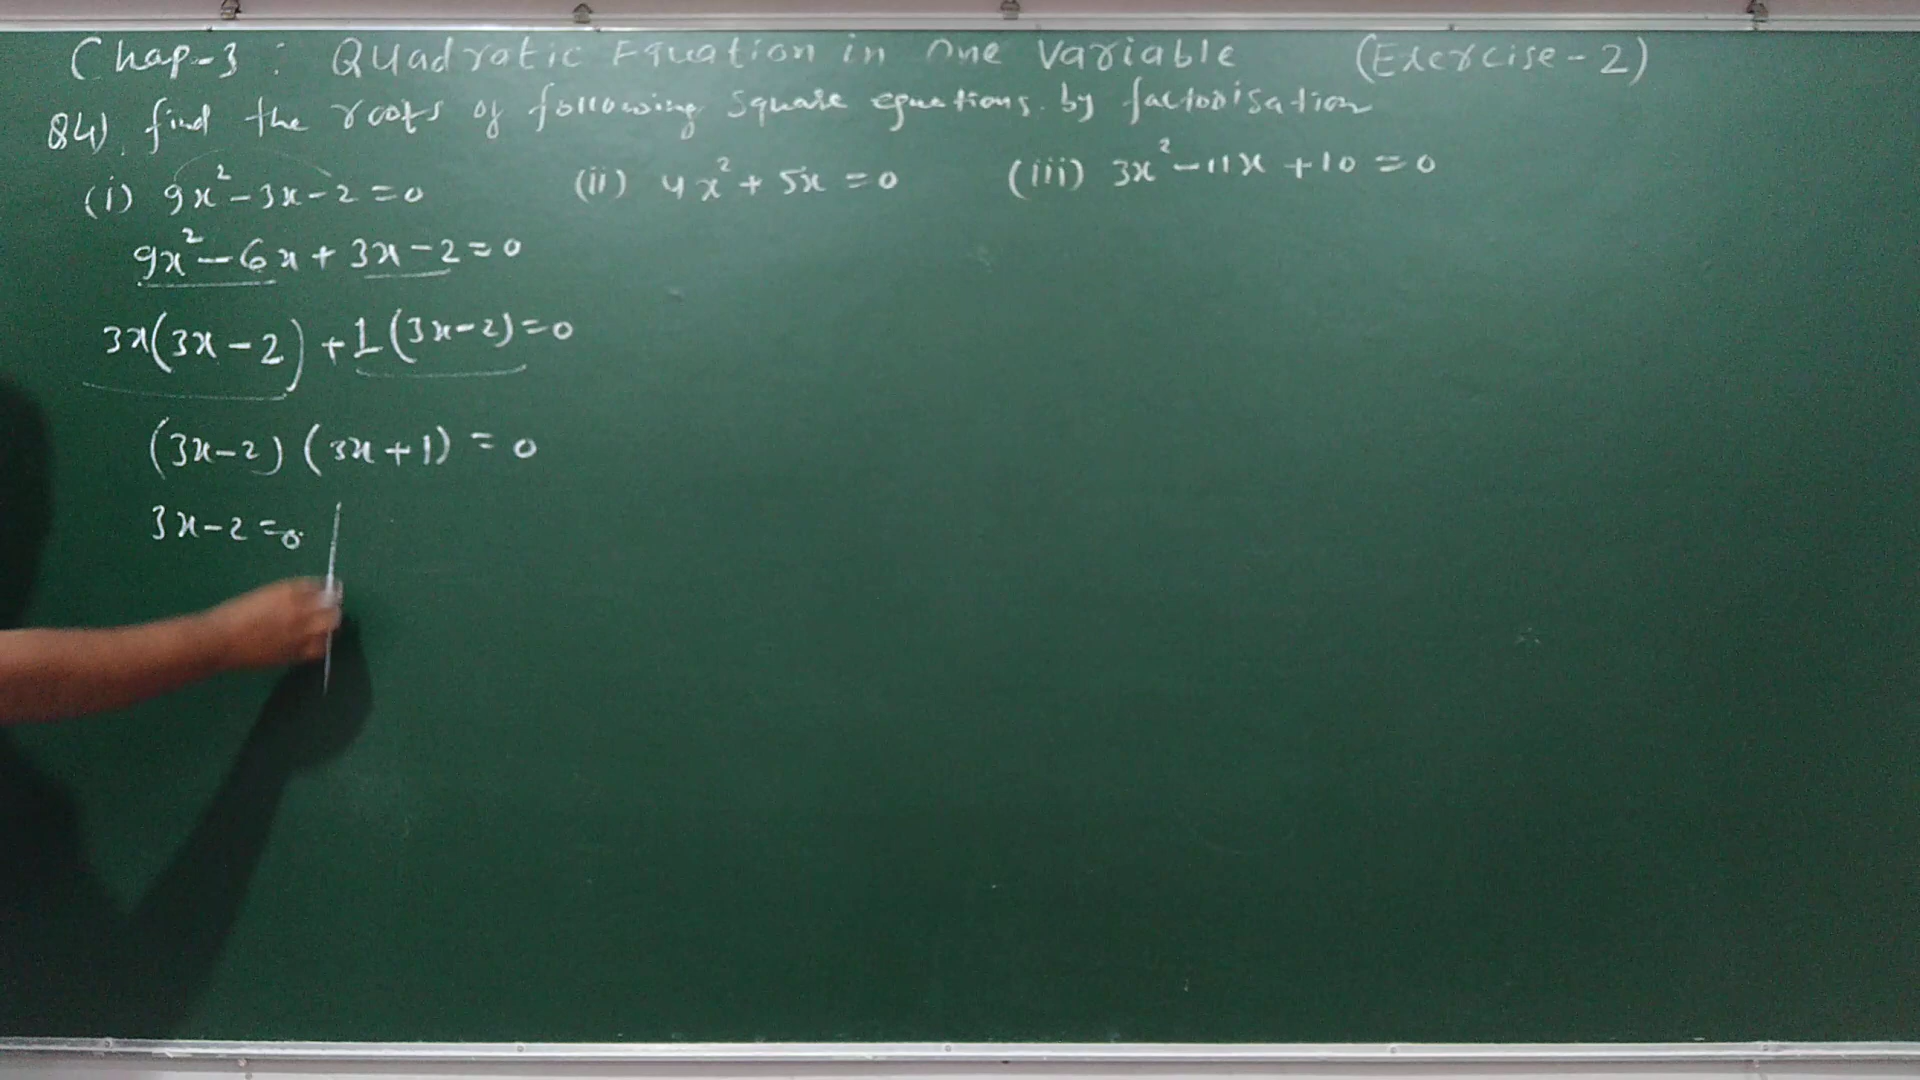 Chap-3 : Quadratic Equation in One Variable (Exercise-2)
Q4). find the roots of following square equations. by factorisation
(i) 9x² - 3x - 2 = 0 (ii) 4x² + 5x = 0 (iii) 3x² - 11x + 10 = 0
9x² - 6x + 3x - 2 = 0
3x(3x - 2) + 1(3x - 2) = 0
(3x - 2) (3x + 1) = 0
3x - 2 = 0